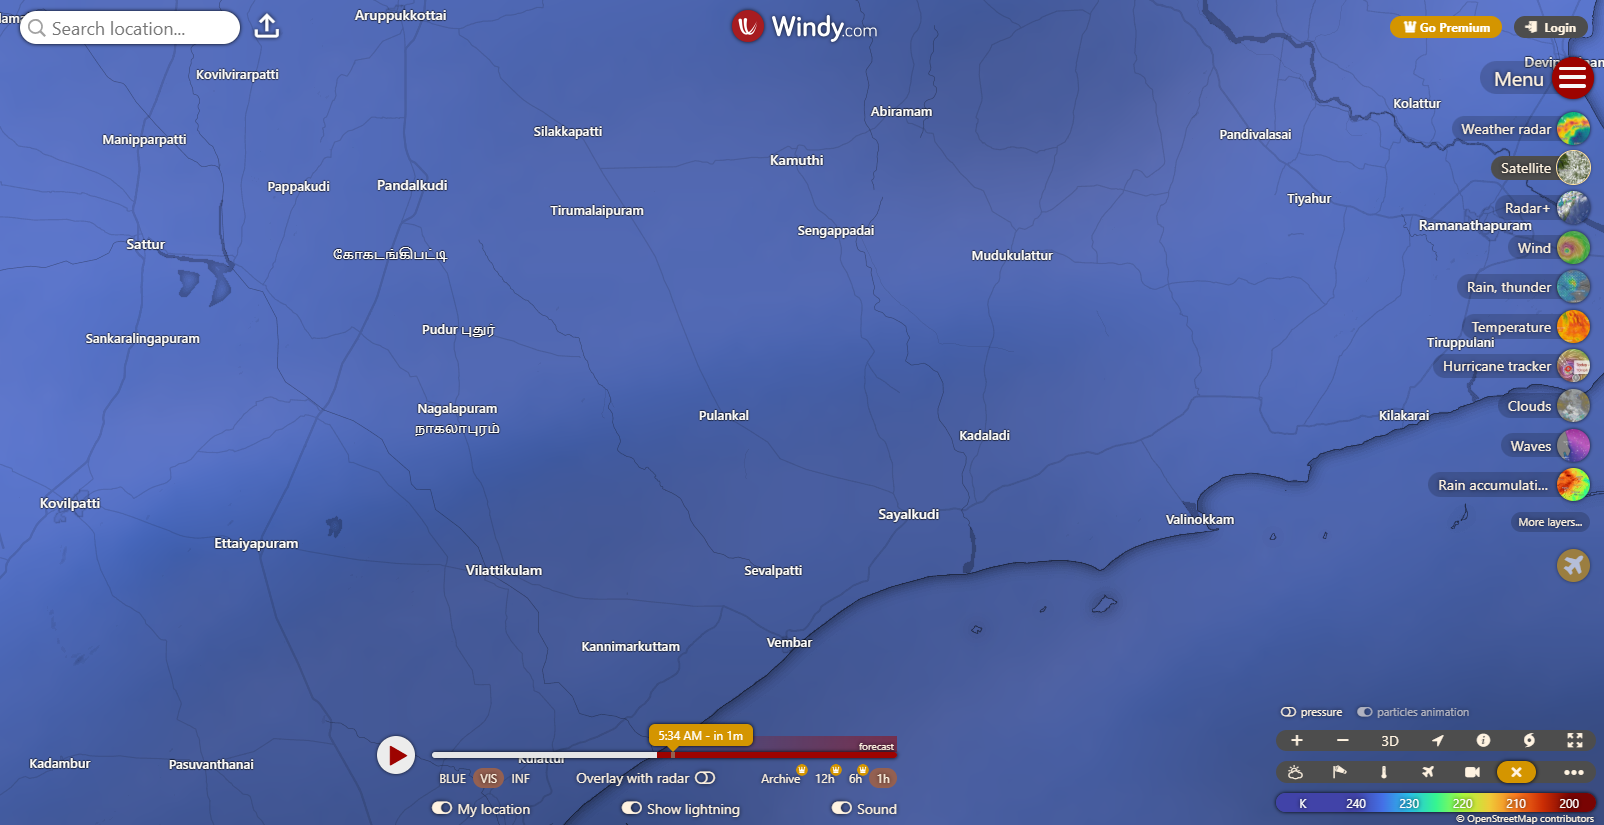 Search location...
Windy.com
Go Premium
Login
Menu
Aruppukkottai
Kovilvirarpatti
Manipparpatti
Silakkapatti
Abiramam
Kolattur
Pandivalasai
Weather radar
Kamuthi
Satellite
Pappakudi
Pandalkudi
Tirumalaipuram
Tiyahur
Radar+
Ramanathapuram
Sengappadai
Sattur
Wind
கோகடங்கிபட்டி
Mudukulattur
Rain, thunder
Pudur புதுர்
Temperature
Sankaralingapuram
Tiruppulani
Hurricane tracker
Clouds
Nagalapuram
நாகலாபுரம்
Pulankal
Kilakarai
Kadaladi
Waves
Rain accumulati...
Kovilpatti
Sayalkudi
Valinokkam
More layers...
Ettaiyapuram
Vilattikulam
Sevalpatti
Kannimarkuttam
Vembar
pressure
particles animation
5:34 AM - in 1m
forecast
3D
Kadambur
Pasuvanthanai
Kulattur
BLUE VIS INF
Overlay with radar
Archive 12h 6h 1h
My location
Show lightning
Sound
K 240 230 220 210 200
© OpenStreetMap contributors